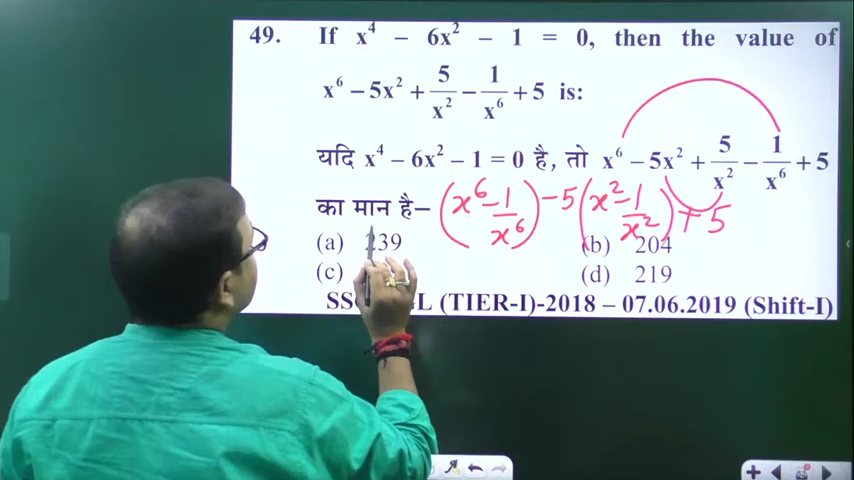 49. If x⁴ − 6x² − 1 = 0, then the value of
x⁶ − 5x² + 5/x² − 1/x⁶ + 5 is:
यदि x⁴ − 6x² − 1 = 0 है, तो x⁶ − 5x² + 5/x² − 1/x⁶ + 5
का मान है− (x⁶ − 1/x⁶) − 5(x² − 1/x²) + 5
(a) 239 (b) 204
(c) (d) 219
(TIER-I)-2018 – 07.06.2019 (Shift-I)